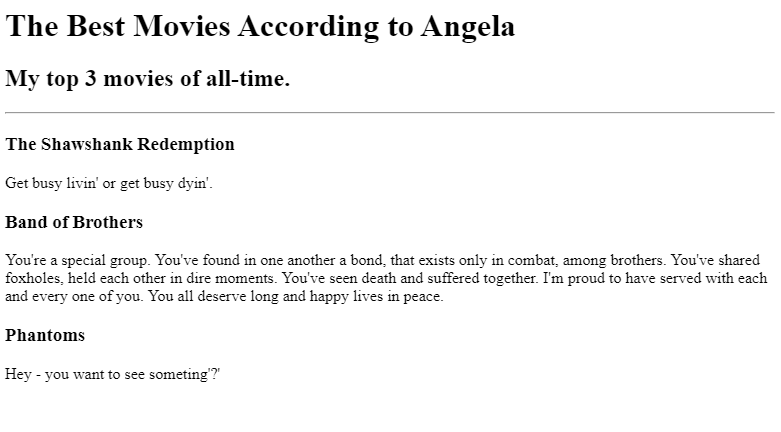 The Best Movies According to Angela
My top 3 movies of all-time.
The Shawshank Redemption
Get busy livin' or get busy dyin'.
Band of Brothers
You're a special group. You've found in one another a bond, that exists only in combat, among brothers. You've shared
foxholes, held each other in dire moments. You've seen death and suffered together. I'm proud to have served with each
and every one of you. You all deserve long and happy lives in peace.
Phantoms
Hey - you want to see someting'?'